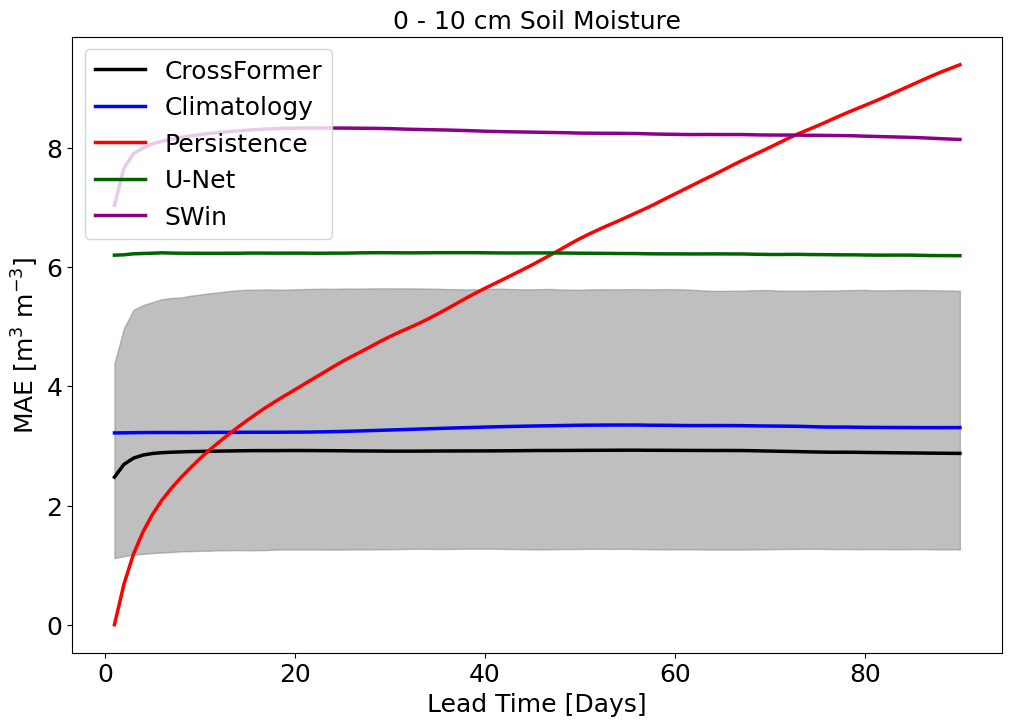 0 - 10 cm Soil Moisture
CrossFormer
Climatology
Persistence
U-Net
SWin
MAE [m³ m⁻³]
8
6
4
2
0
0 20 40 60 80
Lead Time [Days]